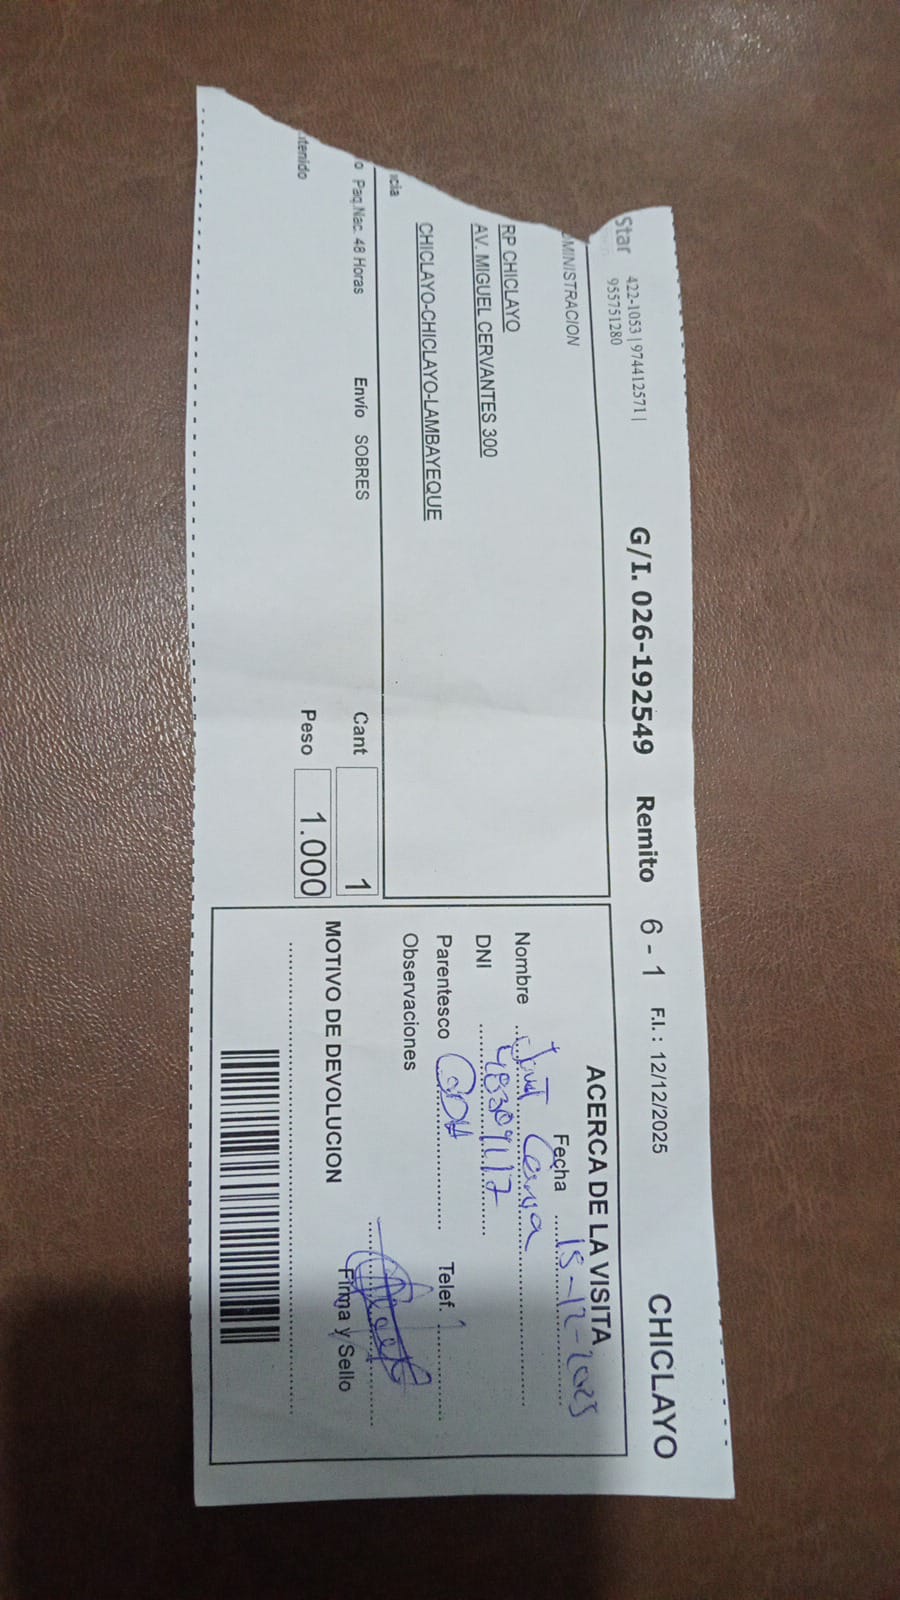 Star 422-1053 | 974412571 | G/I. 026-192549 Remito 6 - 1 F.I.: 12/12/2025 CHICLAYO
955751280
MINISTRACION
RP CHICLAYO
AV. MIGUEL CERVANTES 300
CHICLAYO-CHICLAYO-LAMBAYEQUE
cia
o Paq.Nac. 48 Horas Envío SOBRES Cant 1
ntenido Peso 1.000
ACERCA DE LA VISITA
Fecha 15-12-2025
Nombre
DNI
Parentesco Telef.
Observaciones
Firma y Sello
MOTIVO DE DEVOLUCION